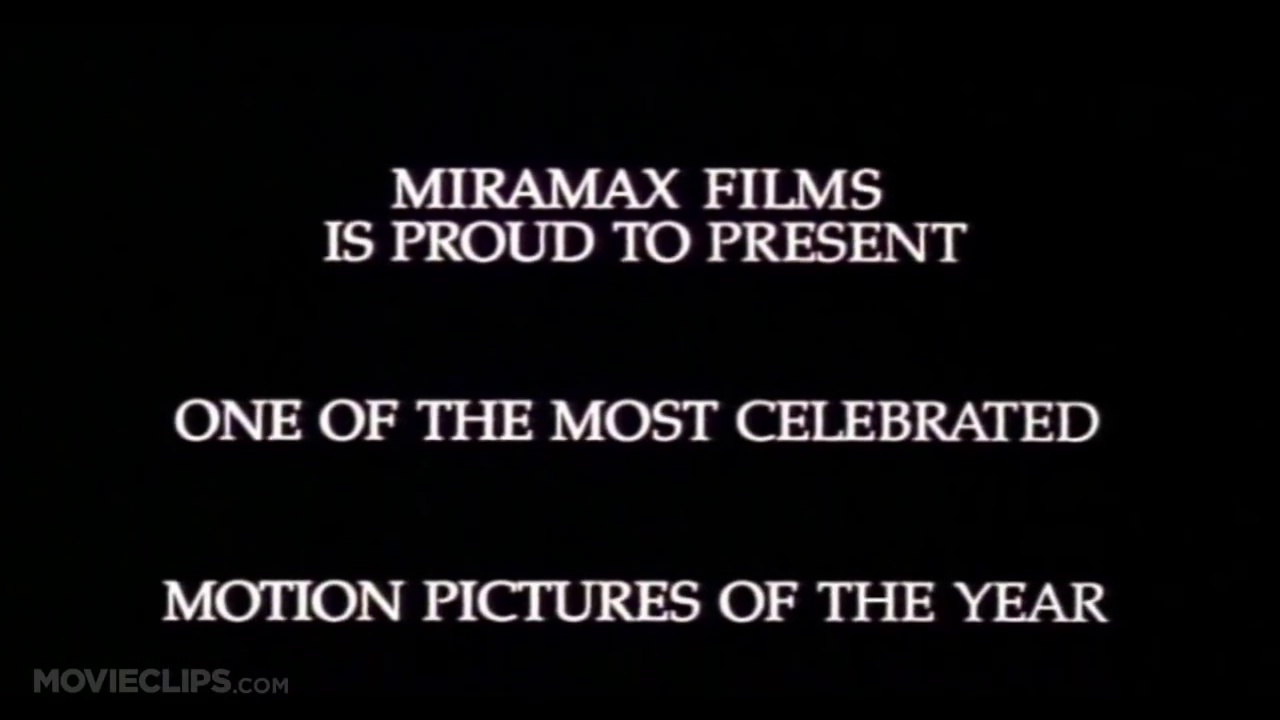 MIRAMAX FILMS
IS PROUD TO PRESENT
ONE OF THE MOST CELEBRATED
MOTION PICTURES OF THE YEAR
MOVIECLIPS.COM